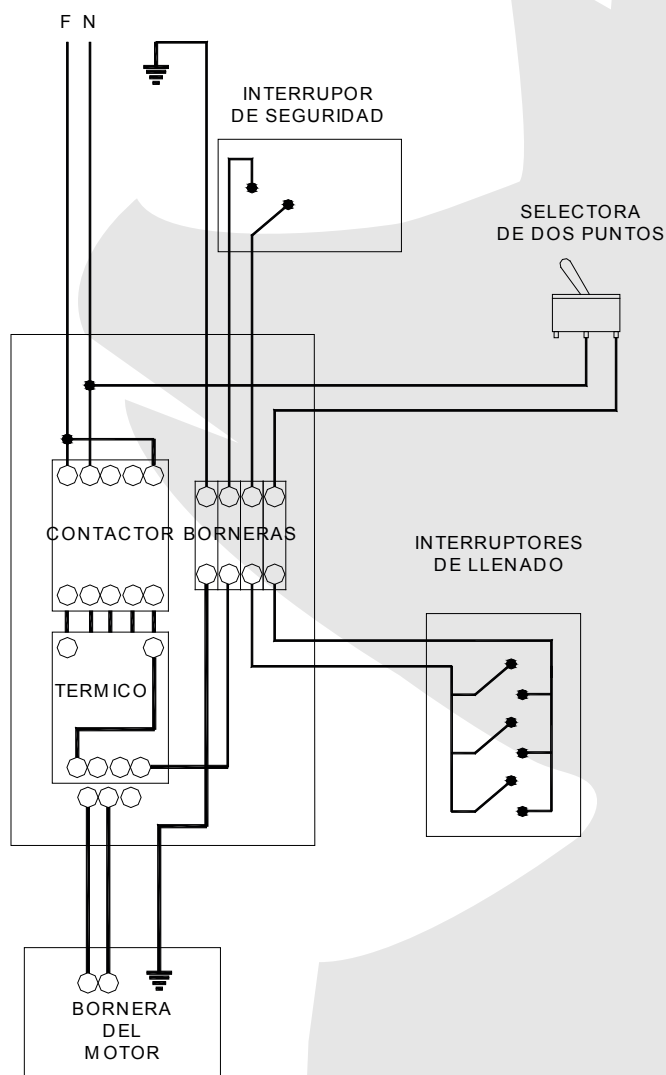 F N
INTERRUPOR
DE SEGURIDAD
SELECTORA
DE DOS PUNTOS
CONTACTOR
BORNERAS
INTERRUPTORES
DE LLENADO
TERMICO
BORNERA
DEL
MOTOR